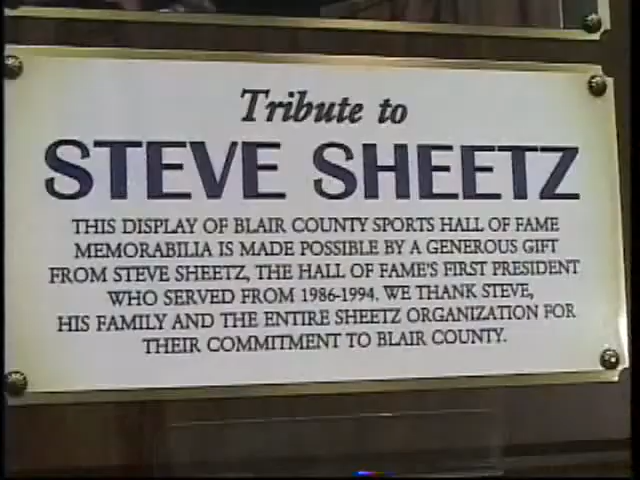 Tribute to
STEVE SHEETZ
THIS DISPLAY OF BLAIR COUNTY SPORTS HALL OF FAME
MEMORABILIA IS MADE POSSIBLE BY A GENEROUS GIFT
FROM STEVE SHEETZ, THE HALL OF FAME'S FIRST PRESIDENT
WHO SERVED FROM 1986-1994. WE THANK STEVE,
HIS FAMILY AND THE ENTIRE SHEETZ ORGANIZATION FOR
THEIR COMMITMENT TO BLAIR COUNTY.